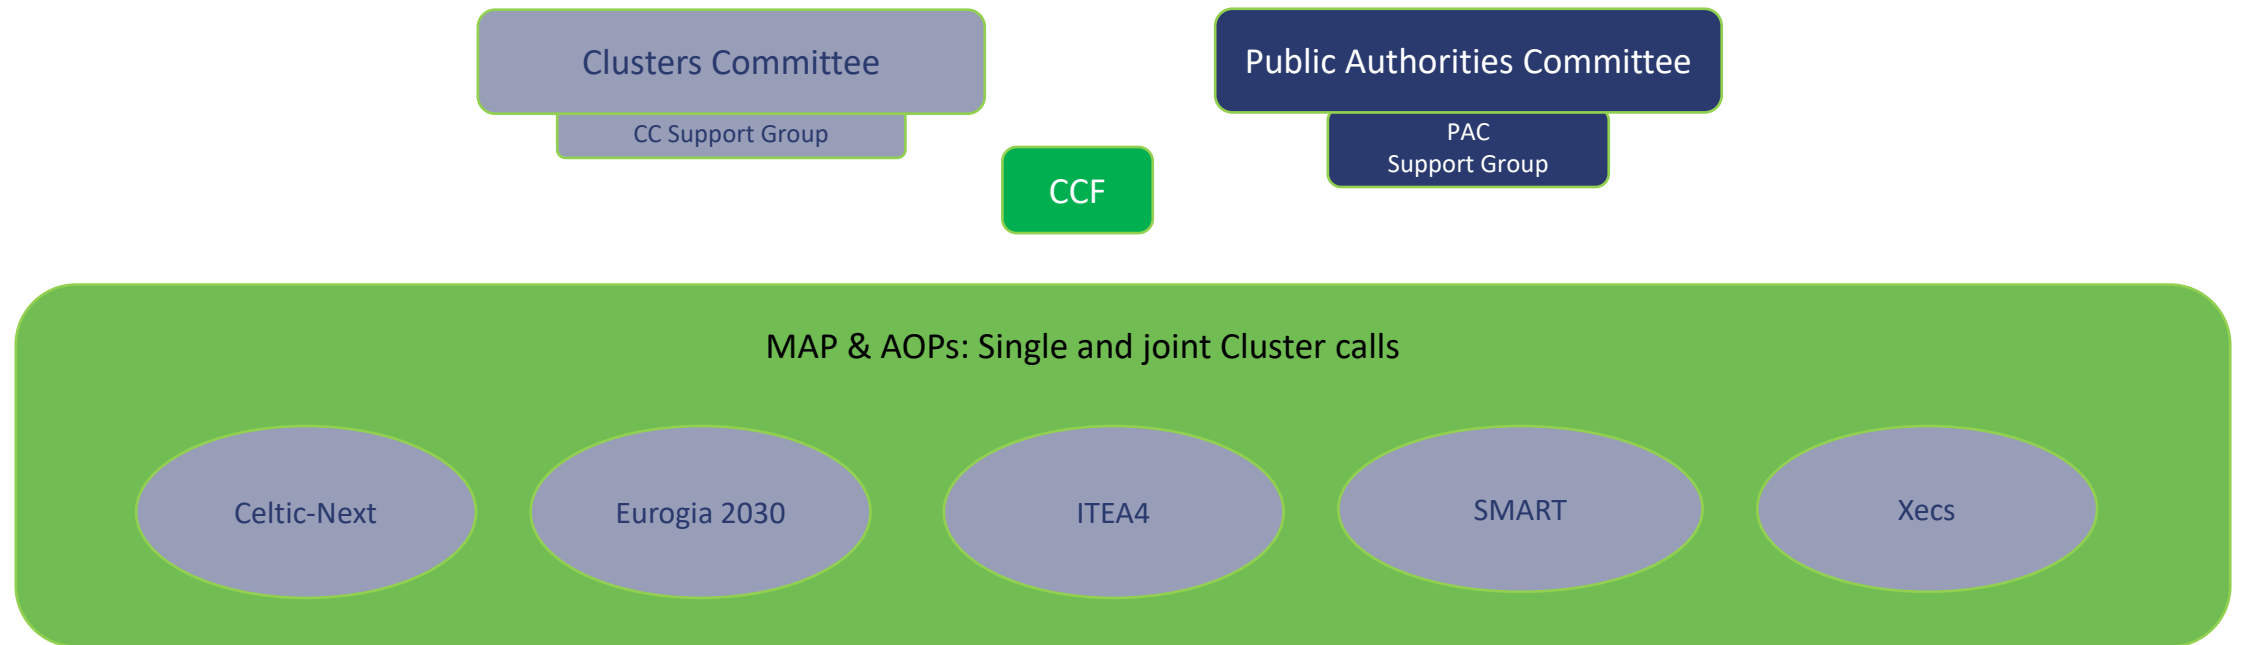 Clusters Committee
CC Support Group
Public Authorities Committee
PAC
Support Group
CCF
MAP & AOPs: Single and joint Cluster calls
Celtic-Next
Eurogia 2030
ITEA4
SMART
Xecs